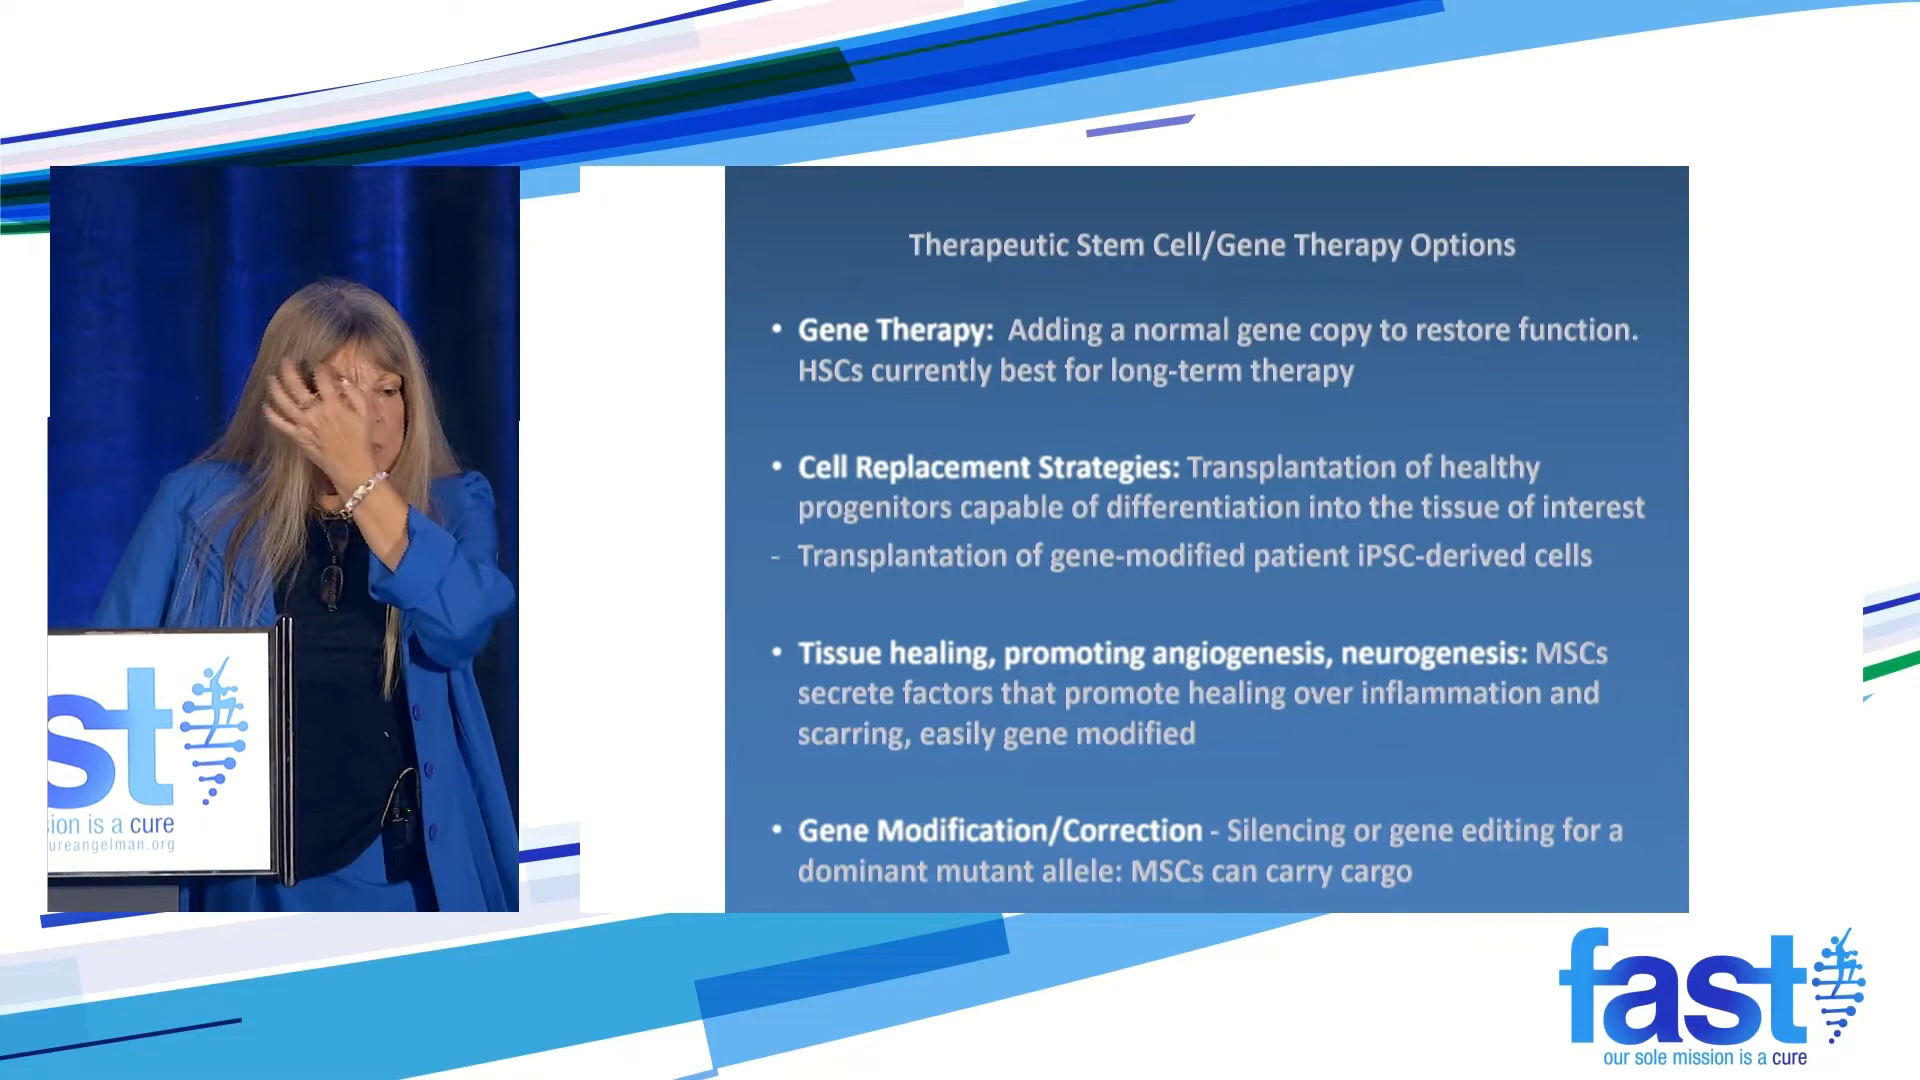 Therapeutic Stem Cell/Gene Therapy Options
• Gene Therapy: Adding a normal gene copy to restore function.
HSCs currently best for long-term therapy
• Cell Replacement Strategies: Transplantation of healthy
progenitors capable of differentiation into the tissue of interest
- Transplantation of gene-modified patient iPSC-derived cells
• Tissue healing, promoting angiogenesis, neurogenesis: MSCs
secrete factors that promote healing over inflammation and
scarring, easily gene modified
• Gene Modification/Correction - Silencing or gene editing for a
dominant mutant allele: MSCs can carry cargo
st
ion is a cure
ureangelman.org
fast
our sole mission is a cure